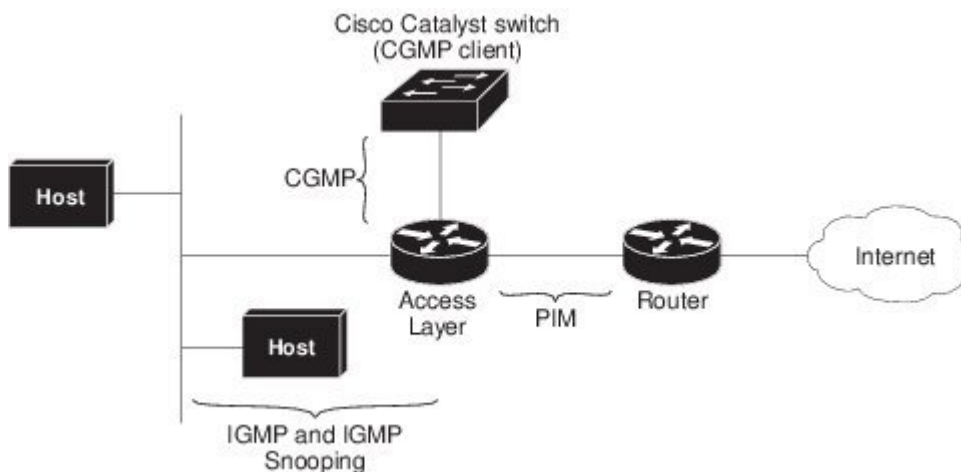 Cisco Catalyst switch
(CGMP client)
CGMP
Host
Internet
Access
Layer
PIM
Router
Host
IGMP and IGMP
Snooping